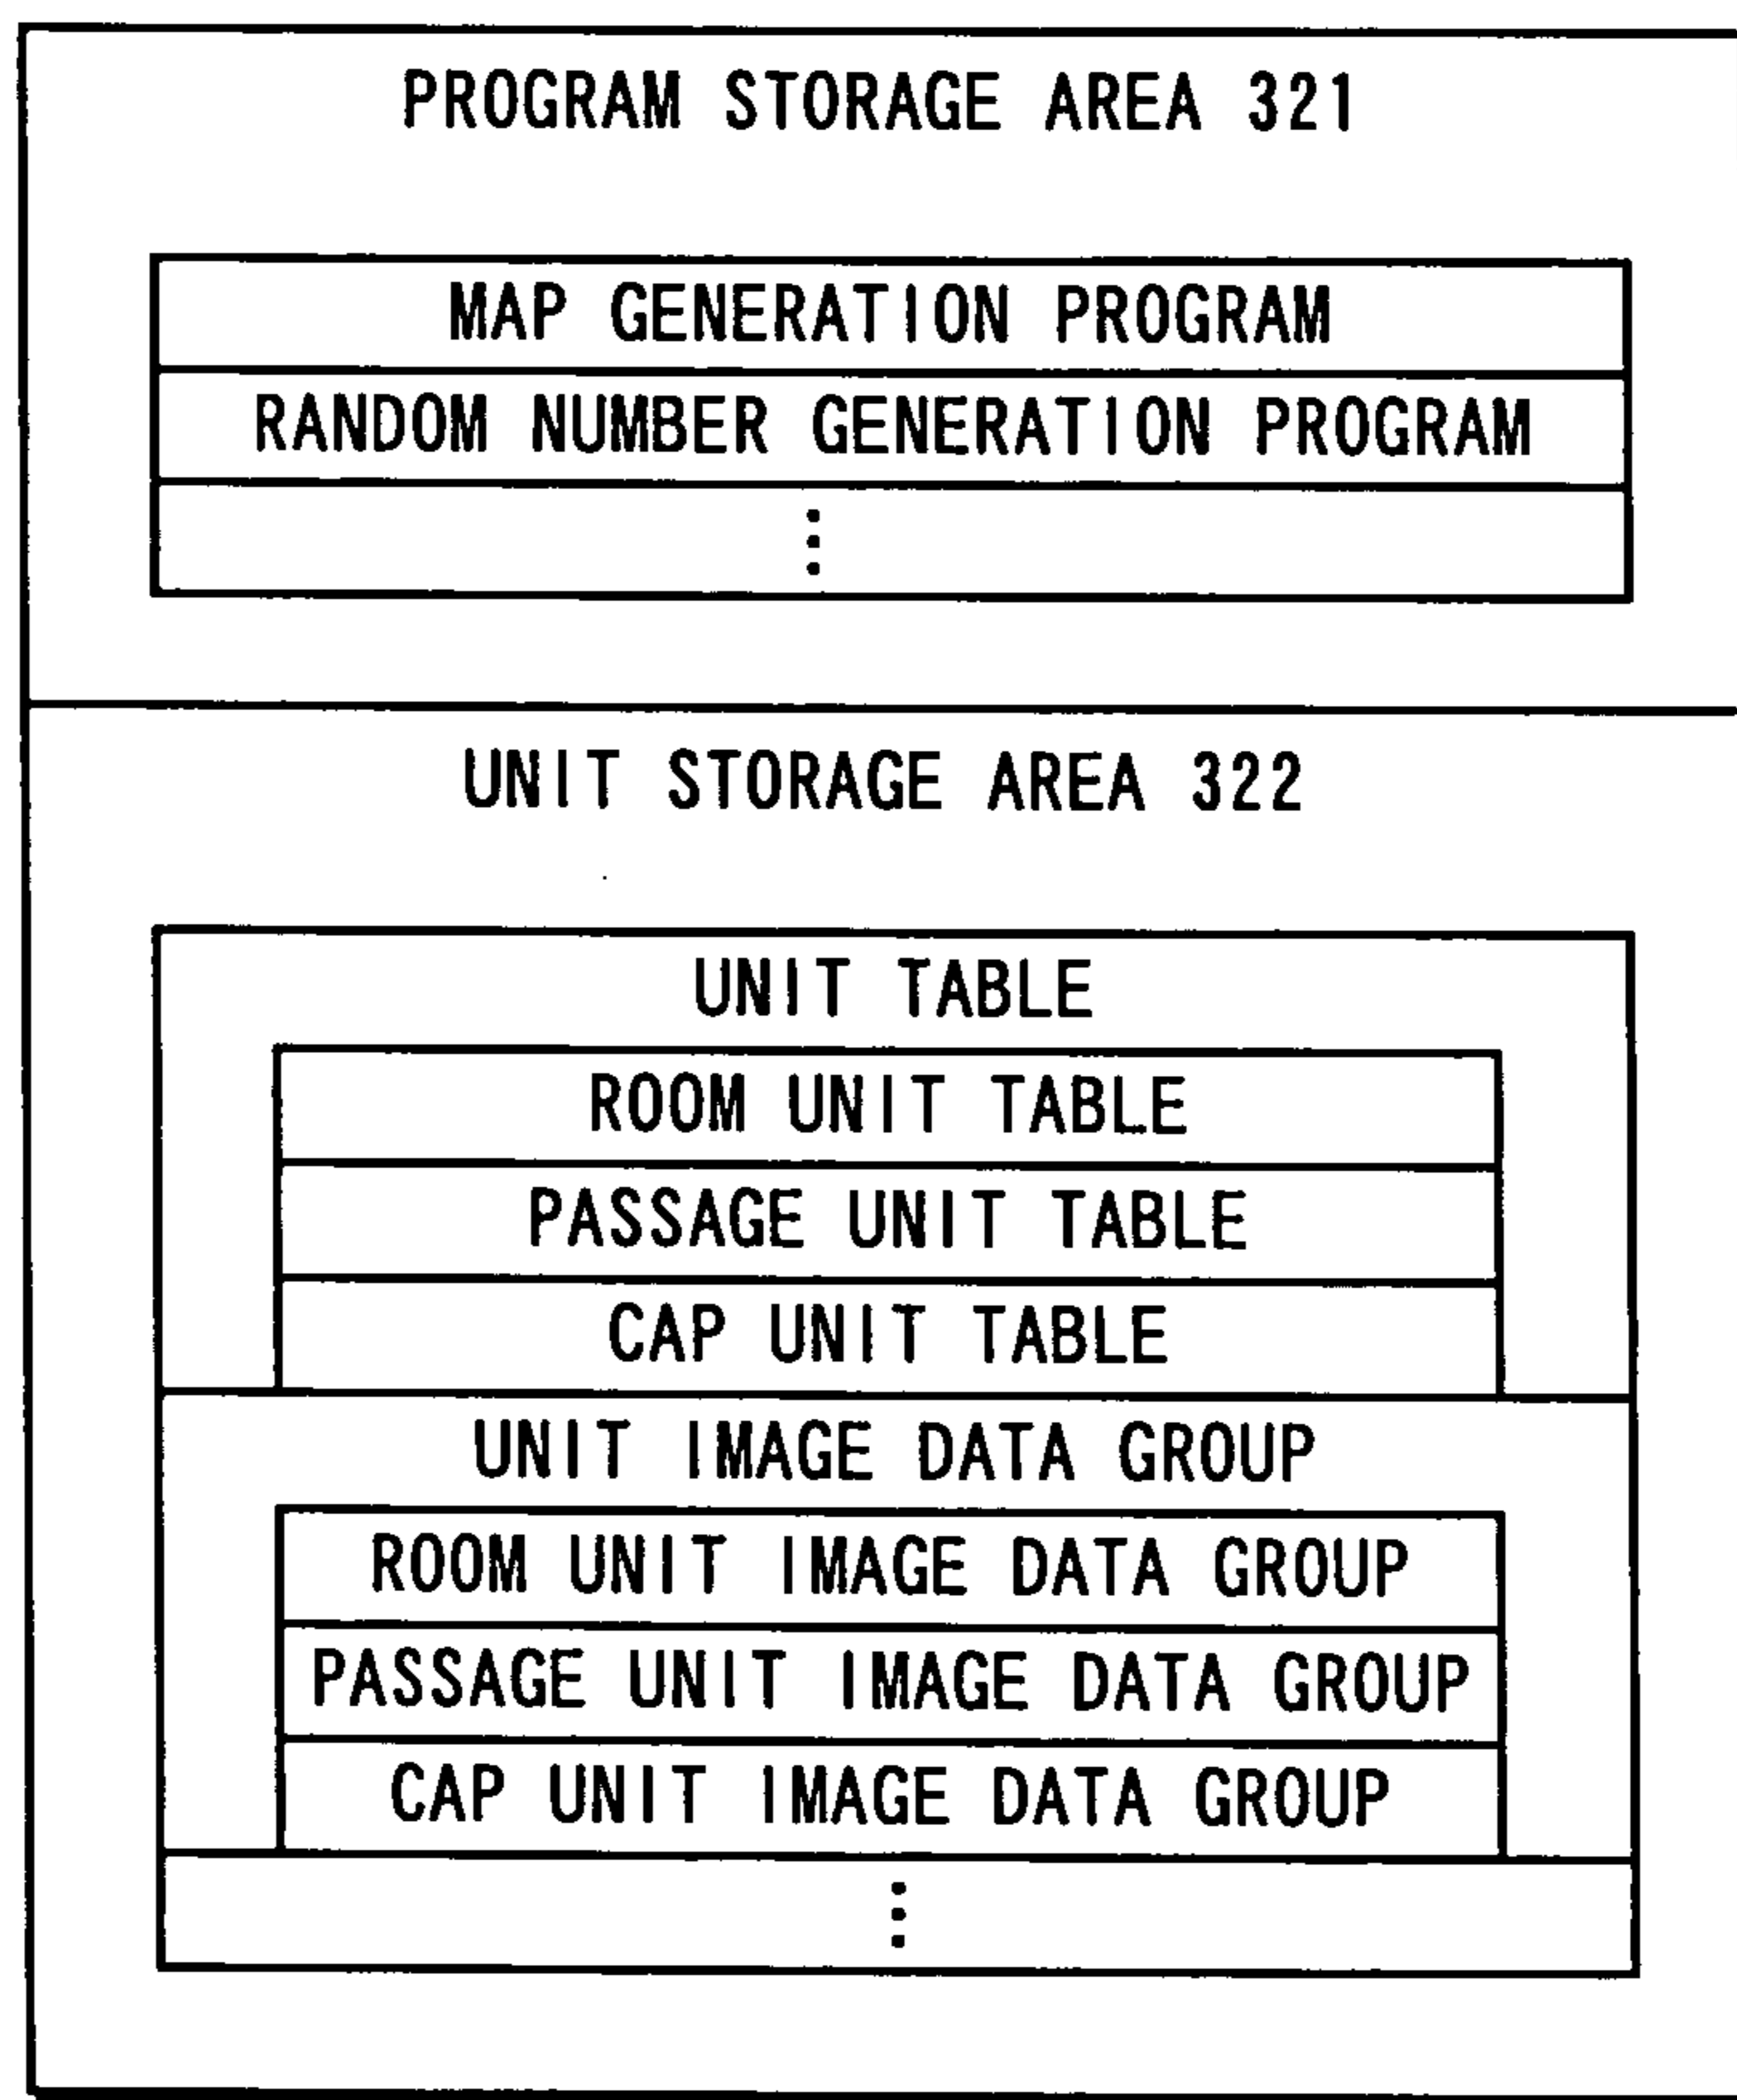 PROGRAM STORAGE AREA 321
MAP GENERATION PROGRAM
RANDOM NUMBER GENERATION PROGRAM
⋮
UNIT STORAGE AREA 322
UNIT TABLE
ROOM UNIT TABLE
PASSAGE UNIT TABLE
CAP UNIT TABLE
UNIT IMAGE DATA GROUP
ROOM UNIT IMAGE DATA GROUP
PASSAGE UNIT IMAGE DATA GROUP
CAP UNIT IMAGE DATA GROUP
⋮